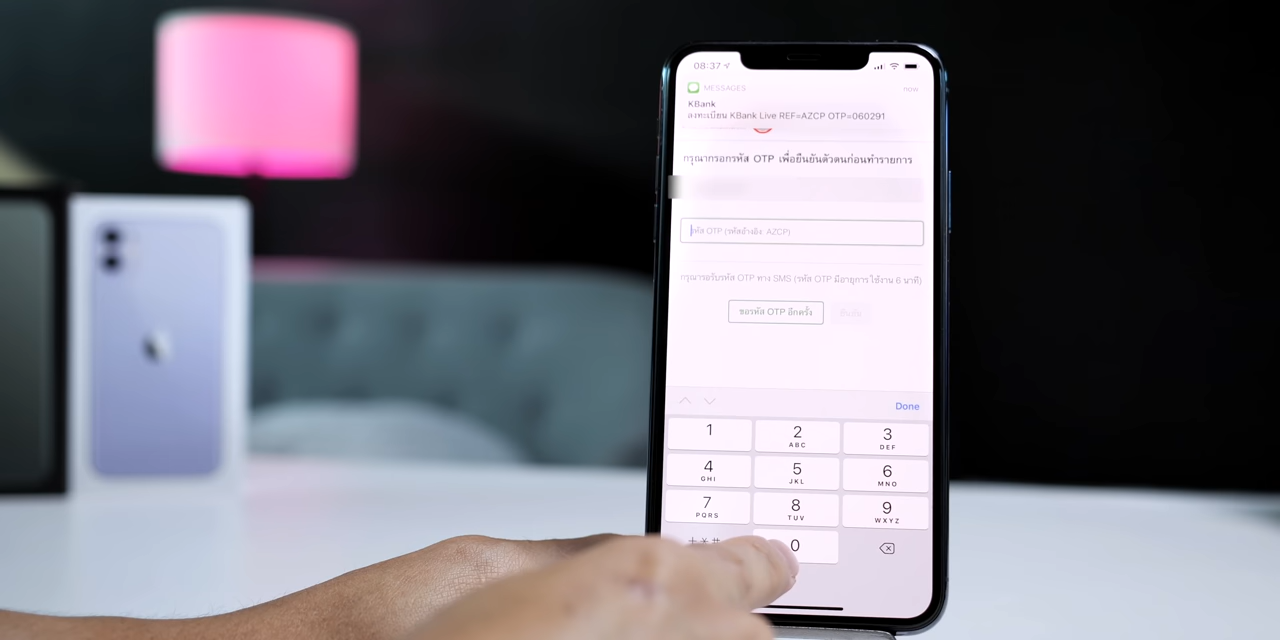 08:37
MESSAGES
now
KBank
ลงทะเบียน KBank Live REF=AZCP OTP=060291
กรุณากรอกรหัส OTP เพื่อยืนยันตัวตนก่อนทำรายการ
รหัส OTP (รหัสอ้างอิง: AZCP)
กรุณารอรับรหัส OTP ทาง SMS (รหัส OTP มีอายุการใช้งาน 6 นาที)
ขอรหัส OTP อีกครั้ง
ยืนยัน
Done
1
2
ABC
3
DEF
4
GHI
5
JKL
6
MNO
7
PQRS
8
TUV
9
WXYZ
+*#
0